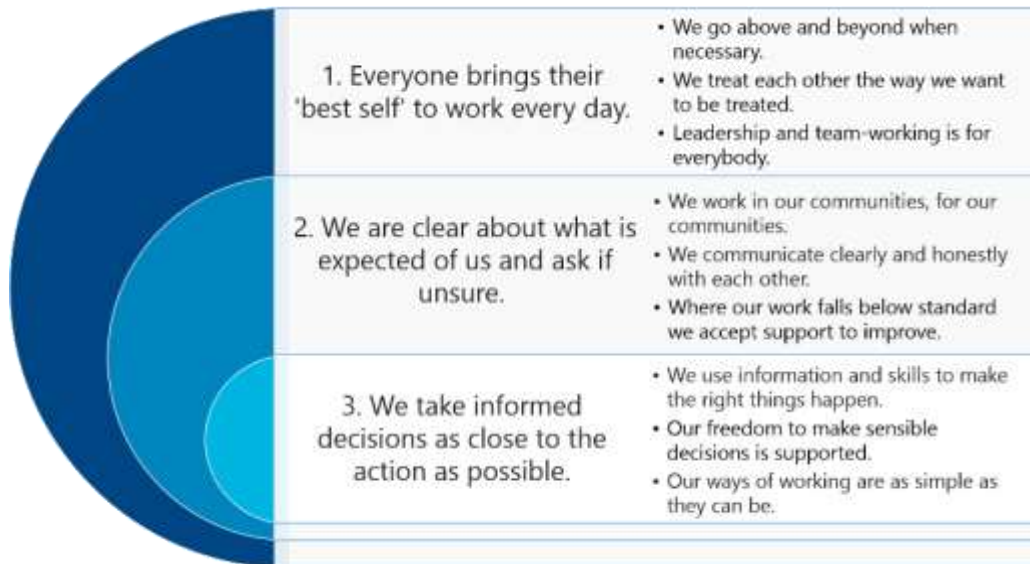 1. Everyone brings their
'best self' to work every day.
• We go above and beyond when
necessary.
• We treat each other the way we want
to be treated.
• Leadership and team-working is for
everybody.
2. We are clear about what is
expected of us and ask if
unsure.
• We work in our communities, for our
communities.
• We communicate clearly and honestly
with each other.
• Where our work falls below standard
we accept support to improve.
3. We take informed
decisions as close to the
action as possible.
• We use information and skills to make
the right things happen.
• Our freedom to make sensible
decisions is supported.
• Our ways of working are as simple as
they can be.